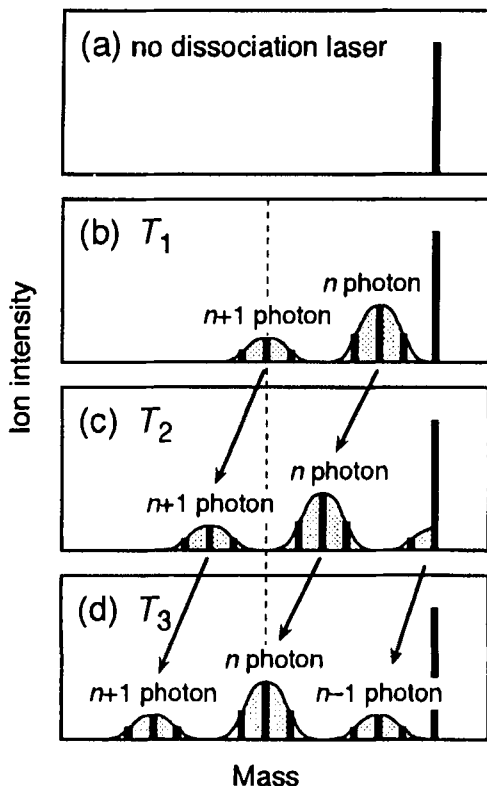 (a) no dissociation laser
(b) T₁
n photon
n+1 photon
(c) T₂
n photon
n+1 photon
(d) T₃
n photon
n+1 photon
n−1 photon
Ion intensity
Mass